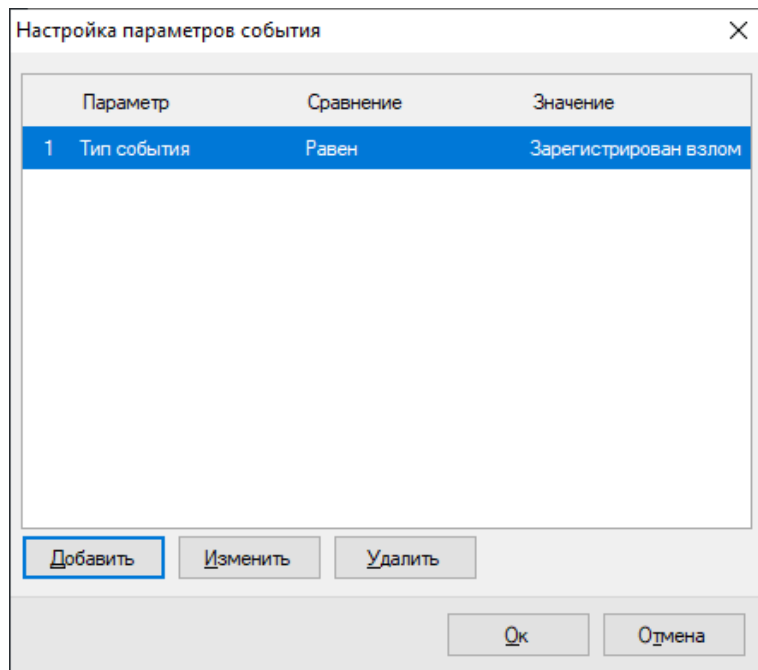 Настройка параметров события
Параметр Сравнение Значение
1 Тип события Равен Зарегистрирован взлом
Добавить Изменить Удалить
Ок Отмена